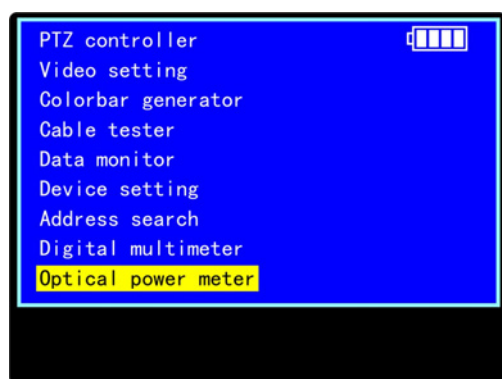 PTZ controller
Video setting
Colorbar generator
Cable tester
Data monitor
Device setting
Address search
Digital multimeter
Optical power meter